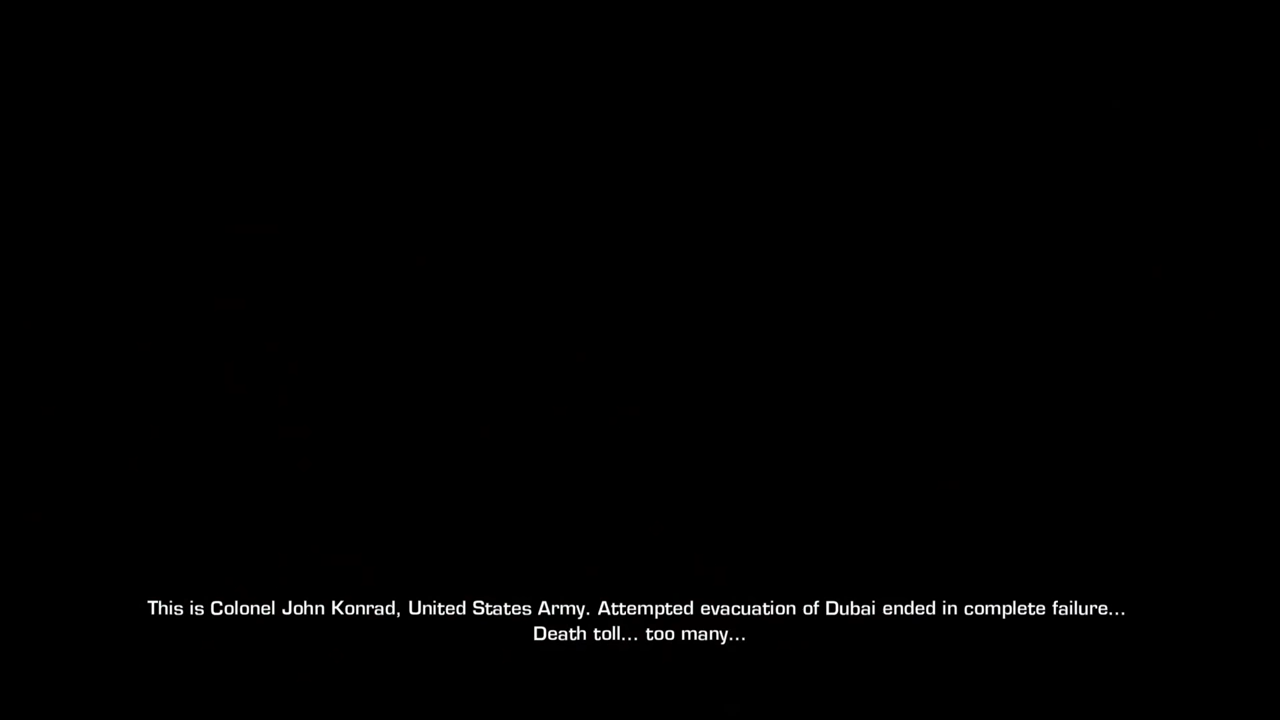 This is Colonel John Konrad, United States Army. Attempted evacuation of Dubai ended in complete failure...
Death toll... too many...